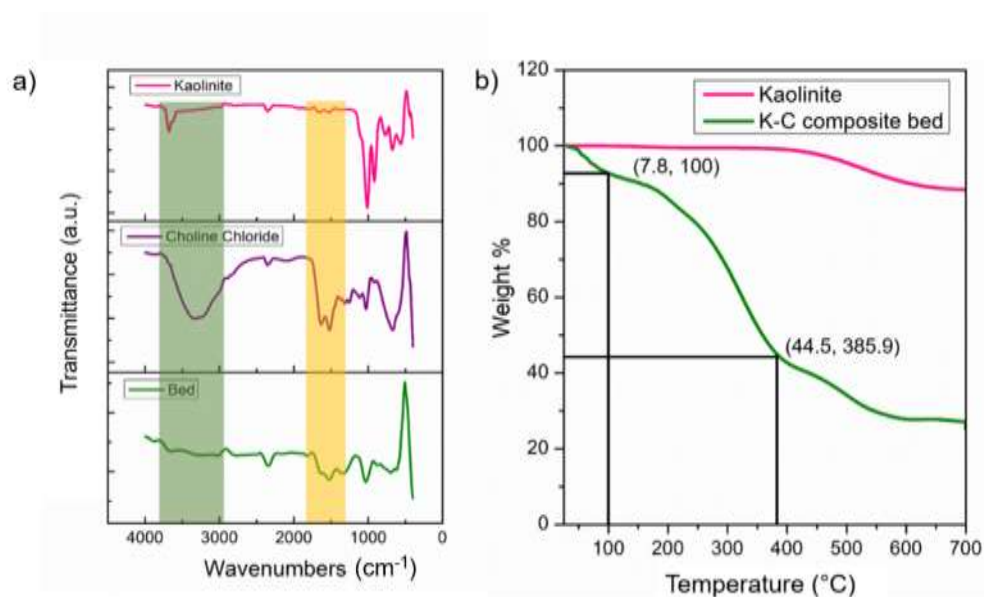 a)
Kaolinite
Choline Chloride
Bed
Transmittance (a.u.)
4000 3000 2000 1000 0
Wavenumbers (cm⁻¹)
b)
120
100
80
60
40
20
0
Kaolinite
K-C composite bed
(7.8, 100)
(44.5, 385.9)
Weight %
100 200 300 400 500 600 700
Temperature (°C)